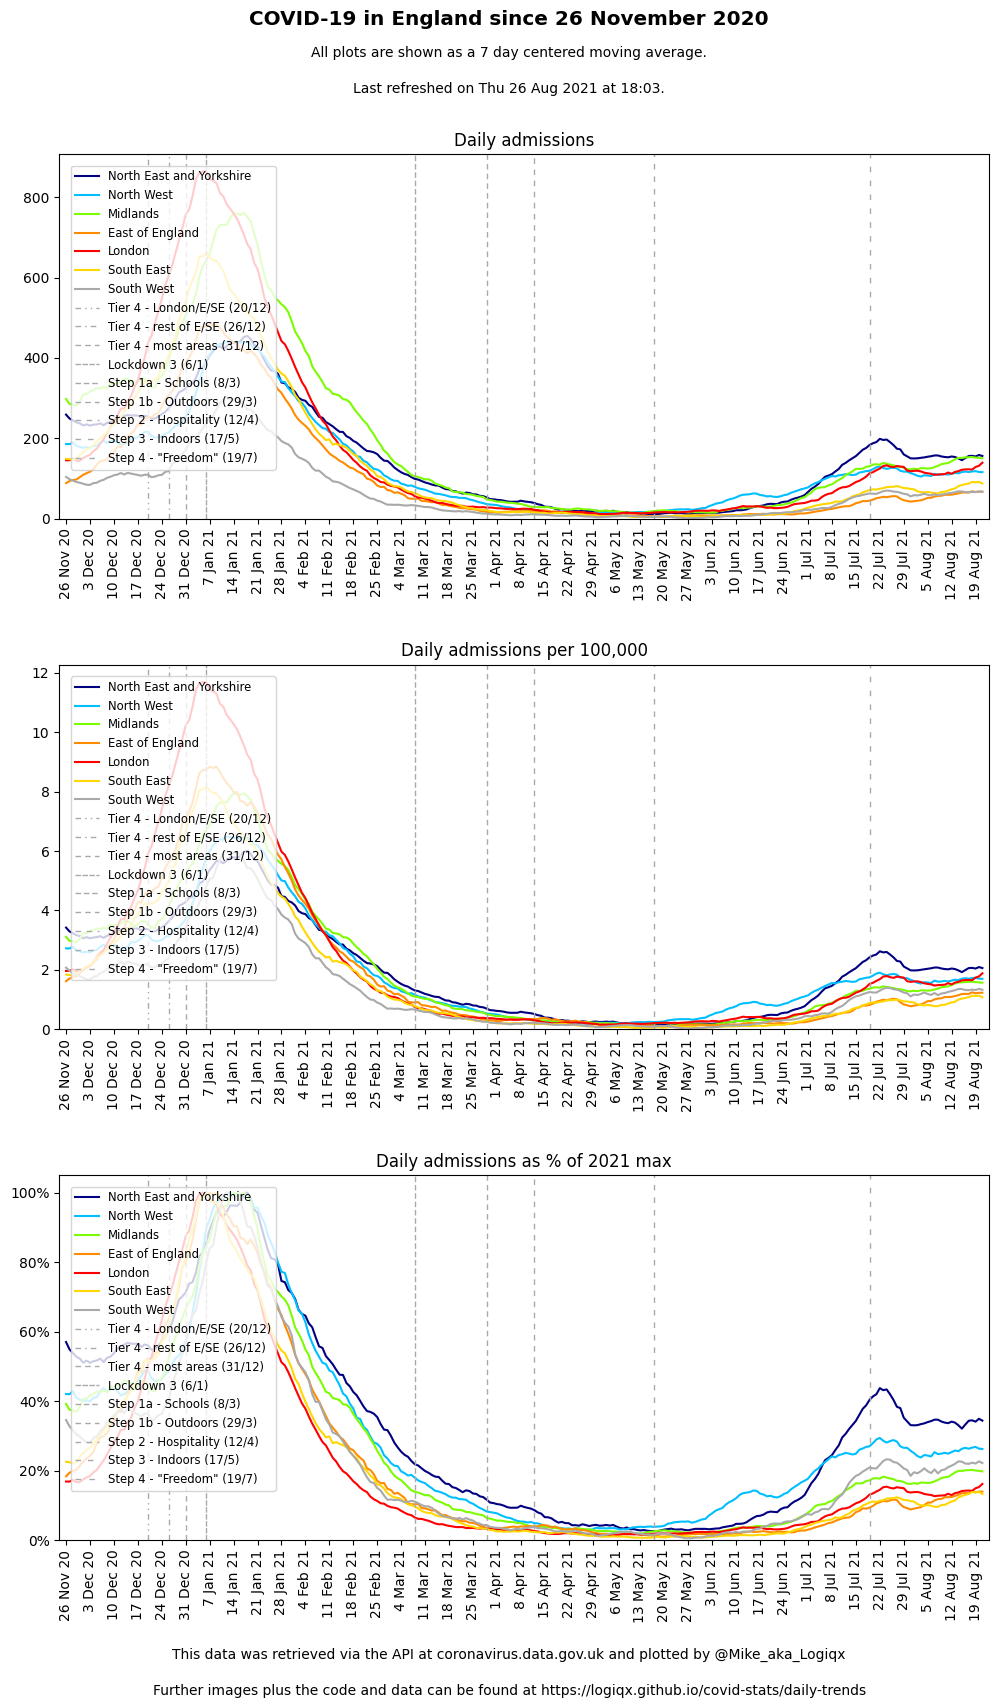 COVID-19 in England since 26 November 2020
All plots are shown as a 7 day centered moving average.
Last refreshed on Thu 26 Aug 2021 at 18:03.
Daily admissions
800
600
400
200
0
North East and Yorkshire
North West
Midlands
East of England
London
South East
South West
Tier 4 - London/E/SE (20/12)
Tier 4 - rest of E/SE (26/12)
Tier 4 - most areas (31/12)
Lockdown 3 (6/1)
Step 1a - Schools (8/3)
Step 1b - Outdoors (29/3)
Step 2 - Hospitality (12/4)
Step 3 - Indoors (17/5)
Step 4 - "Freedom" (19/7)
26 Nov 20
3 Dec 20
10 Dec 20
17 Dec 20
24 Dec 20
31 Dec 20
7 Jan 21
14 Jan 21
21 Jan 21
28 Jan 21
4 Feb 21
11 Feb 21
18 Feb 21
25 Feb 21
4 Mar 21
11 Mar 21
18 Mar 21
25 Mar 21
1 Apr 21
8 Apr 21
15 Apr 21
22 Apr 21
29 Apr 21
6 May 21
13 May 21
20 May 21
27 May 21
3 Jun 21
10 Jun 21
17 Jun 21
24 Jun 21
1 Jul 21
8 Jul 21
15 Jul 21
22 Jul 21
29 Jul 21
5 Aug 21
12 Aug 21
19 Aug 21
Daily admissions per 100,000
12
10
8
6
4
2
0
North East and Yorkshire
North West
Midlands
East of England
London
South East
South West
Tier 4 - London/E/SE (20/12)
Tier 4 - rest of E/SE (26/12)
Tier 4 - most areas (31/12)
Lockdown 3 (6/1)
Step 1a - Schools (8/3)
Step 1b - Outdoors (29/3)
Step 2 - Hospitality (12/4)
Step 3 - Indoors (17/5)
Step 4 - "Freedom" (19/7)
26 Nov 20
3 Dec 20
10 Dec 20
17 Dec 20
24 Dec 20
31 Dec 20
7 Jan 21
14 Jan 21
21 Jan 21
28 Jan 21
4 Feb 21
11 Feb 21
18 Feb 21
25 Feb 21
4 Mar 21
11 Mar 21
18 Mar 21
25 Mar 21
1 Apr 21
8 Apr 21
15 Apr 21
22 Apr 21
29 Apr 21
6 May 21
13 May 21
20 May 21
27 May 21
3 Jun 21
10 Jun 21
17 Jun 21
24 Jun 21
1 Jul 21
8 Jul 21
15 Jul 21
22 Jul 21
29 Jul 21
5 Aug 21
12 Aug 21
19 Aug 21
Daily admissions as % of 2021 max
100%
80%
60%
40%
20%
0%
North East and Yorkshire
North West
Midlands
East of England
London
South East
South West
Tier 4 - London/E/SE (20/12)
Tier 4 - rest of E/SE (26/12)
Tier 4 - most areas (31/12)
Lockdown 3 (6/1)
Step 1a - Schools (8/3)
Step 1b - Outdoors (29/3)
Step 2 - Hospitality (12/4)
Step 3 - Indoors (17/5)
Step 4 - "Freedom" (19/7)
26 Nov 20
3 Dec 20
10 Dec 20
17 Dec 20
24 Dec 20
31 Dec 20
7 Jan 21
14 Jan 21
21 Jan 21
28 Jan 21
4 Feb 21
11 Feb 21
18 Feb 21
25 Feb 21
4 Mar 21
11 Mar 21
18 Mar 21
25 Mar 21
1 Apr 21
8 Apr 21
15 Apr 21
22 Apr 21
29 Apr 21
6 May 21
13 May 21
20 May 21
27 May 21
3 Jun 21
10 Jun 21
17 Jun 21
24 Jun 21
1 Jul 21
8 Jul 21
15 Jul 21
22 Jul 21
29 Jul 21
5 Aug 21
12 Aug 21
19 Aug 21
This data was retrieved via the API at coronavirus.data.gov.uk and plotted by @Mike_aka_Logiqx
Further images plus the code and data can be found at https://logiqx.github.io/covid-stats/daily-trends